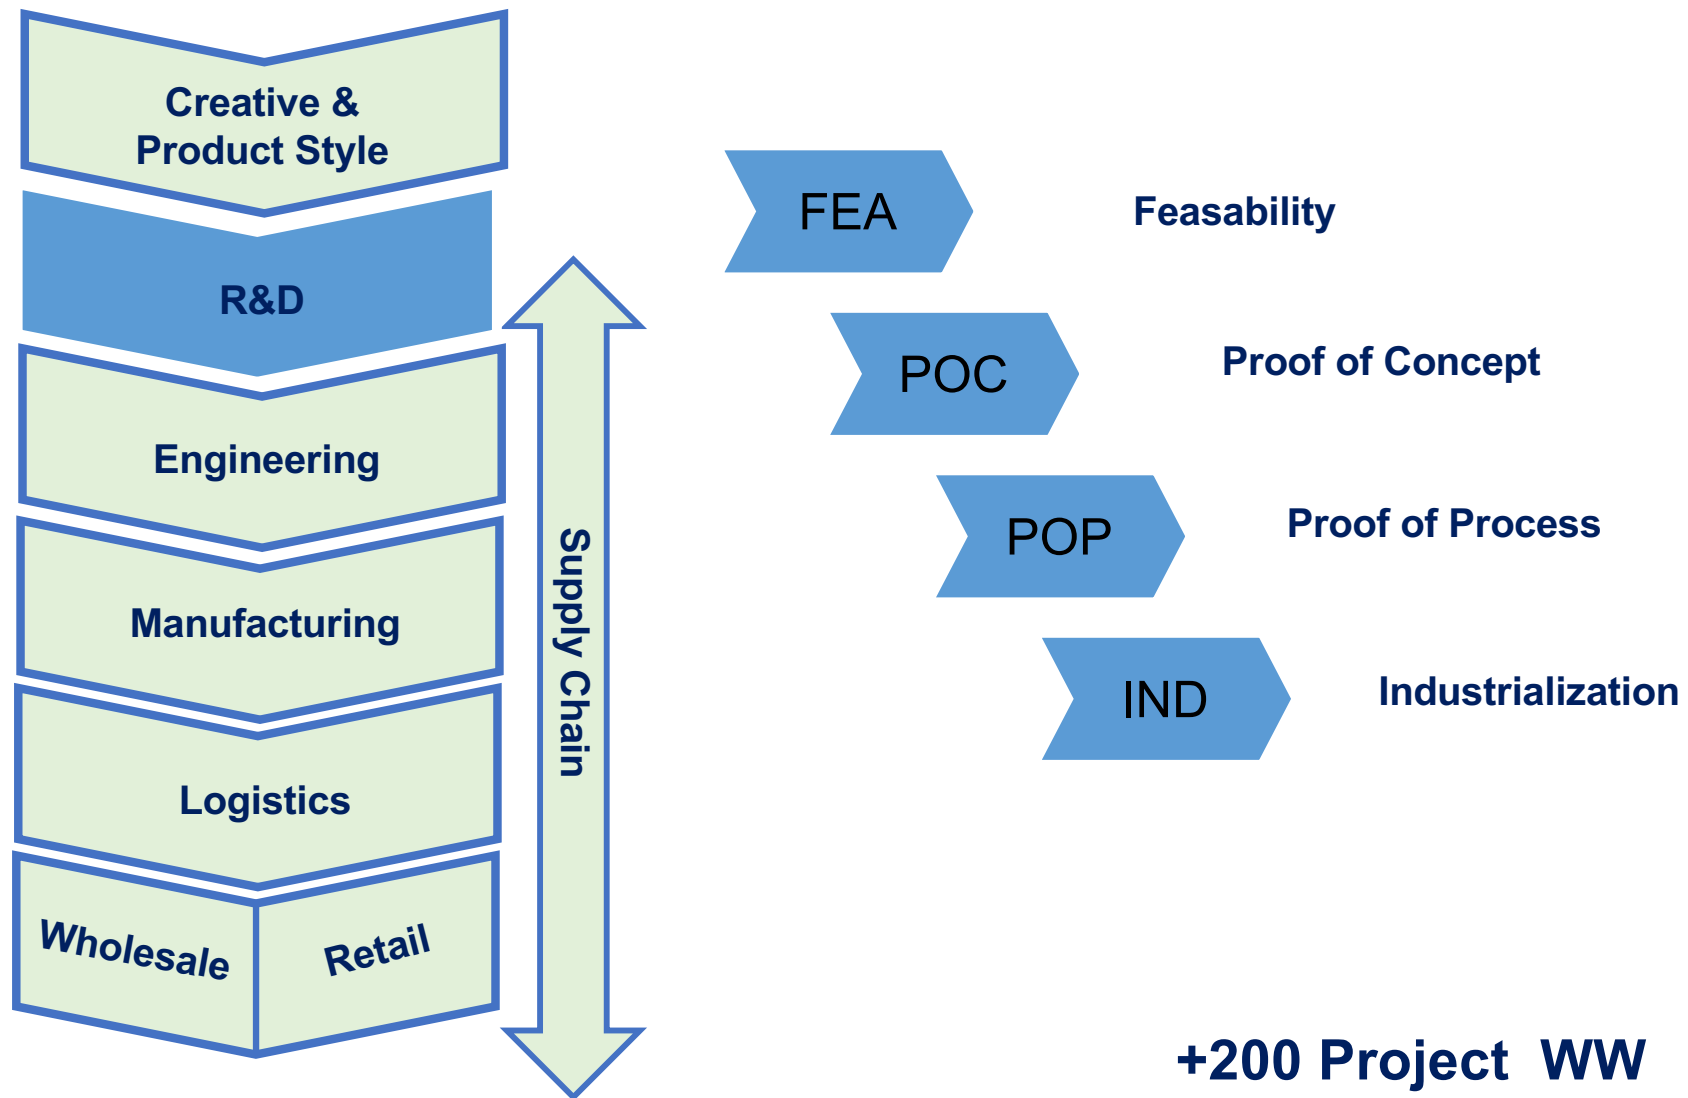 Creative &
Product Style
R&D
Engineering
Manufacturing
Logistics
Wholesale
Retail
Supply Chain
FEA
Feasability
POC
Proof of Concept
POP
Proof of Process
IND
Industrialization
+200 Project  WW